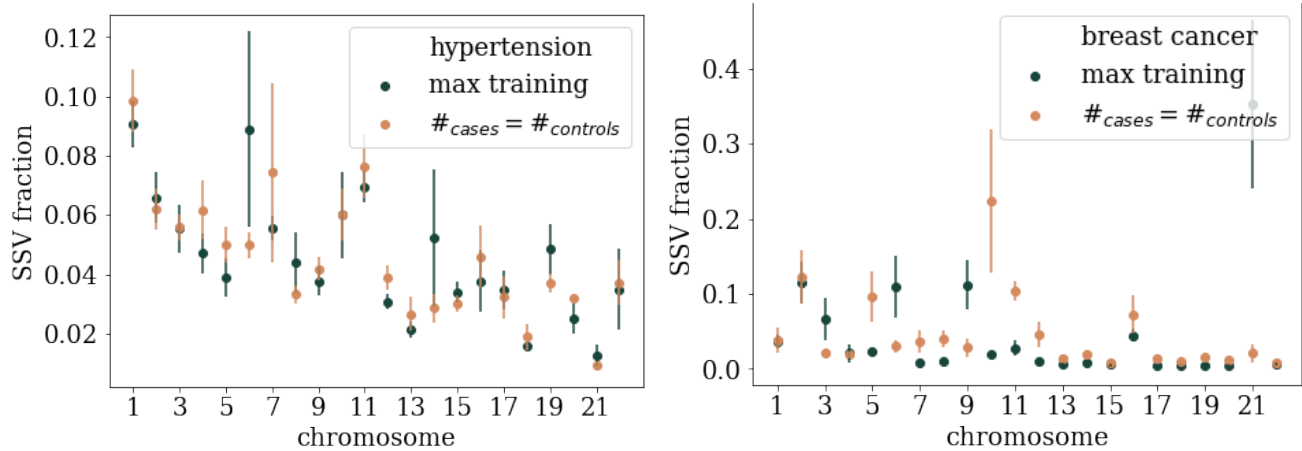 0.12
0.10
0.08
0.06
0.04
0.02
SSV fraction
hypertension
max training
#cases = #controls
1 3 5 7 9 11 13 15 17 19 21
chromosome
0.4
0.3
0.2
0.1
0.0
SSV fraction
breast cancer
max training
#cases = #controls
1 3 5 7 9 11 13 15 17 19 21
chromosome